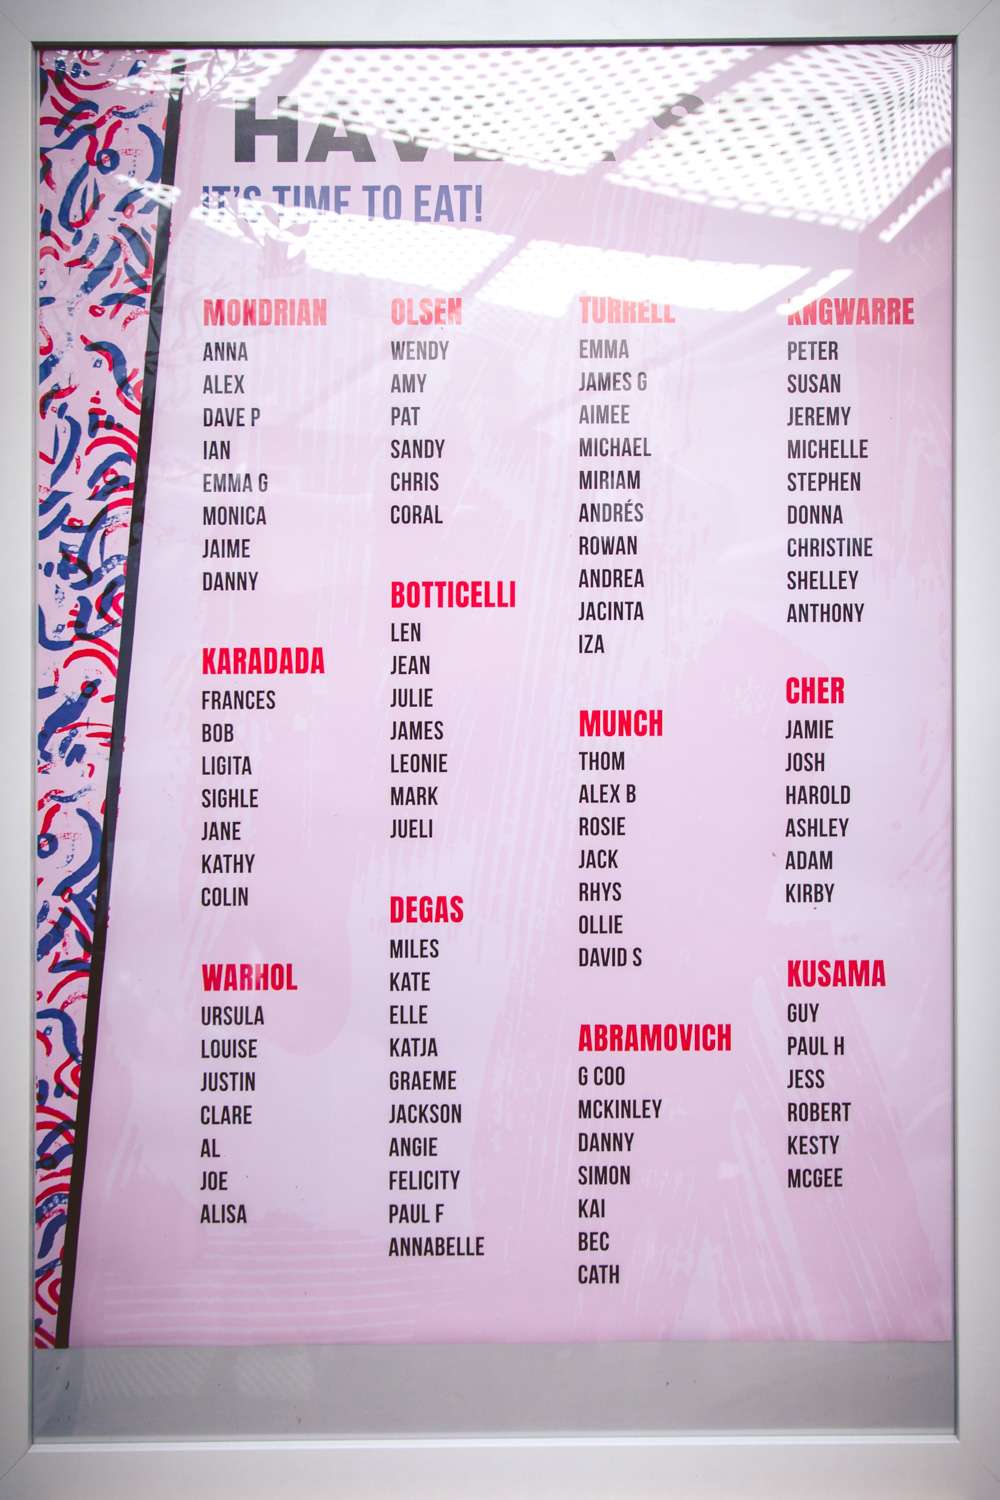 IT'S TIME TO EAT!
MONDRIAN
ANNA
ALEX
DAVE P
IAN
EMMA G
MONICA
JAIME
DANNY
KARADADA
FRANCES
BOB
LIGITA
SIGHLE
JANE
KATHY
COLIN
WARHOL
URSULA
LOUISE
JUSTIN
CLARE
AL
JOE
ALISA
OLSEN
WENDY
AMY
PAT
SANDY
CHRIS
CORAL
BOTTICELLI
LEN
JEAN
JULIE
JAMES
LEONIE
MARK
JUELI
DEGAS
MILES
KATE
ELLE
KATJA
GRAEME
JACKSON
ANGIE
FELICITY
PAUL F
ANNABELLE
TURRELL
EMMA
JAMES G
AIMEE
MICHAEL
MIRIAM
ANDRÉS
ROWAN
ANDREA
JACINTA
IZA
MUNCH
THOM
ALEX B
ROSIE
JACK
RHYS
OLLIE
DAVID S
ABRAMOVICH
G COO
MCKINLEY
DANNY
SIMON
KAI
BEC
CATH
KNGWARRE
PETER
SUSAN
JEREMY
MICHELLE
STEPHEN
DONNA
CHRISTINE
SHELLEY
ANTHONY
CHER
JAMIE
JOSH
HAROLD
ASHLEY
ADAM
KIRBY
KUSAMA
GUY
PAUL H
JESS
ROBERT
KESTY
MCGEE